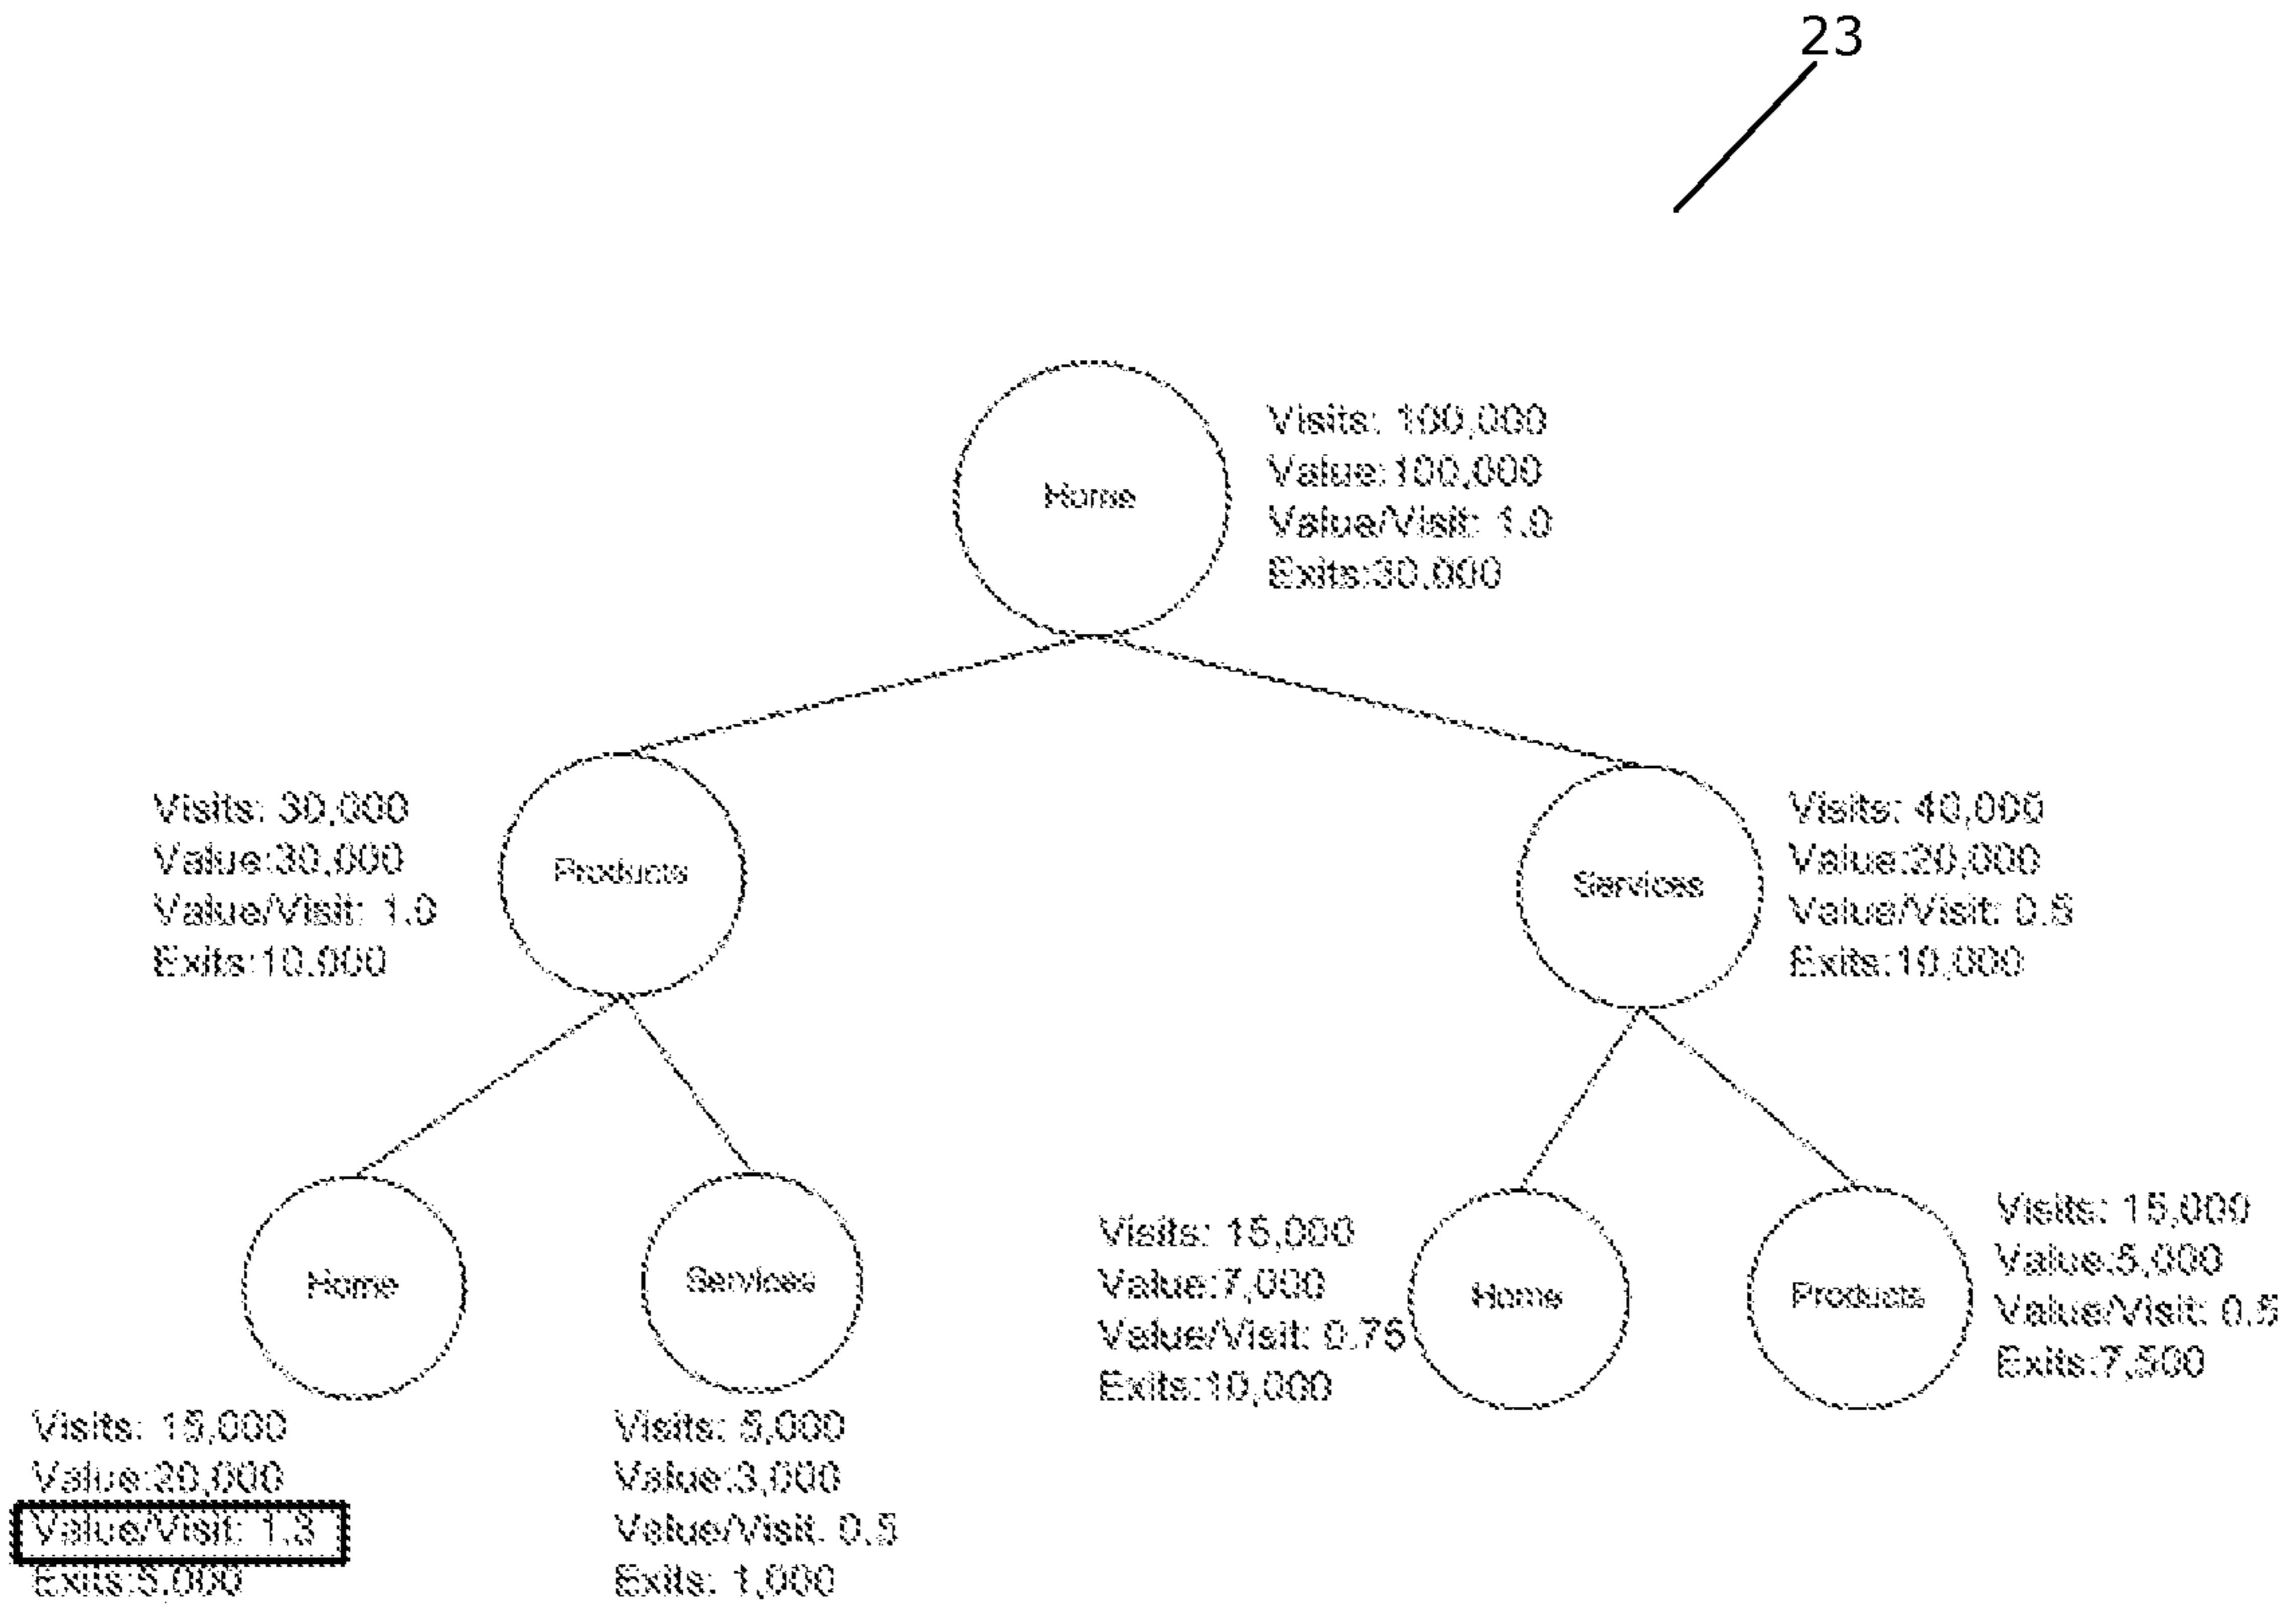 23
Home
Visits: 100,000
Value:100,000
Value/Visit: 1.0
Exits:30,000
Visits: 30,000
Value:30,000
Value/Visit: 1.0
Exits:10,000
Products
Services
Visits: 40,000
Value:20,000
Value/Visit: 0.5
Exits:10,000
Home
Visits: 15,000
Value:20,000
Value/Visit: 1.3
Exits:5,000
Services
Visits: 5,000
Value:3,000
Value/Visit: 0.5
Exits: 1,000
Visits: 15,000
Value:7,000
Value/Visit: 0.75
Exits:10,000
Home
Products
Visits: 15,000
Value:5,000
Value/Visit: 0.5
Exits:7,500